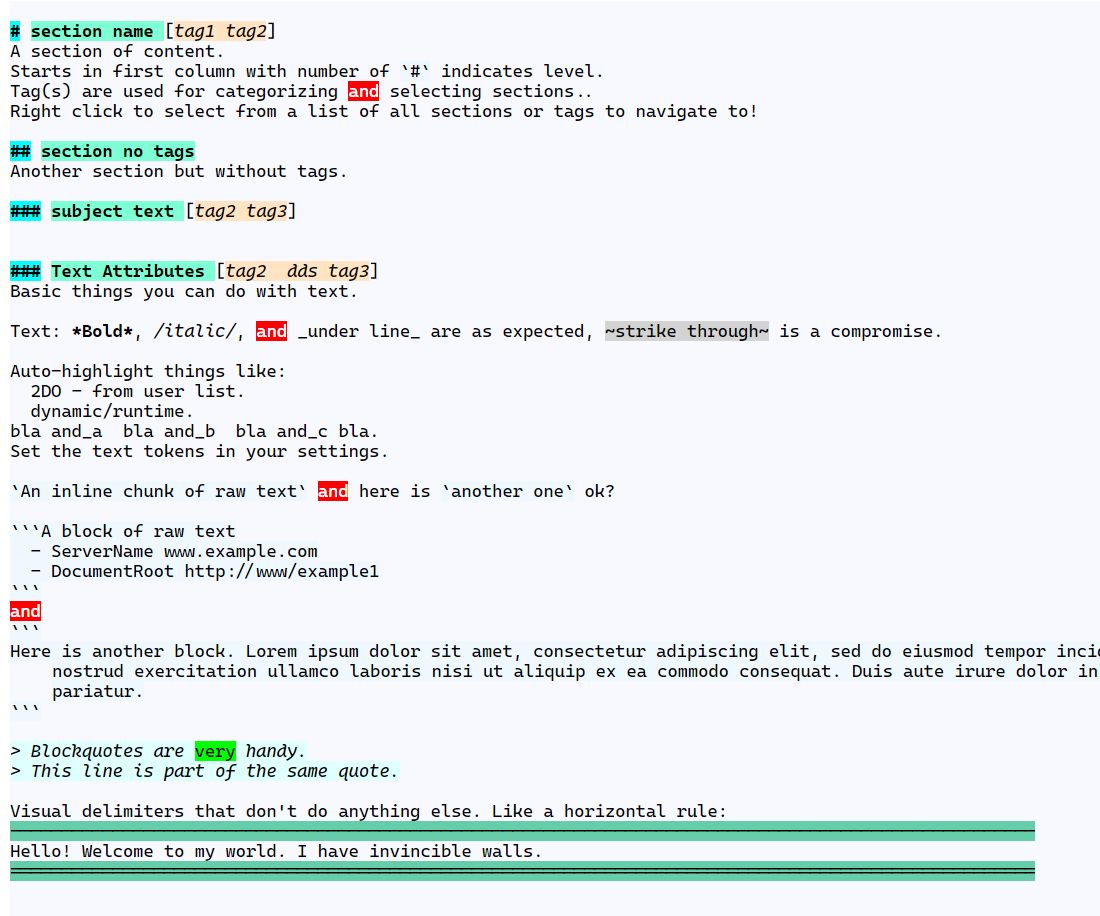 # section name [tag1 tag2]
A section of content.
Starts in first column with number of `#` indicates level.
Tag(s) are used for categorizing and selecting sections..
Right click to select from a list of all sections or tags to navigate to!
## section no tags
Another section but without tags.
### subject text [tag2 tag3]
### Text Attributes [tag2  dds tag3]
Basic things you can do with text.
Text: *Bold*, /italic/, and _under line_ are as expected, ~strike through~ is a compromise.
Auto-highlight things like:
  2DO - from user list.
  dynamic/runtime.
bla and_a  bla and_b  bla and_c bla.
Set the text tokens in your settings.
`An inline chunk of raw text` and here is `another one` ok?
```A block of raw text
  - ServerName www.example.com
  - DocumentRoot http://www/example1
```
and
```
Here is another block. Lorem ipsum dolor sit amet, consectetur adipiscing elit, sed do eiusmod tempor inci
    nostrud exercitation ullamco laboris nisi ut aliquip ex ea commodo consequat. Duis aute irure dolor in
    pariatur.
```
> Blockquotes are very handy.
> This line is part of the same quote.
Visual delimiters that don't do anything else. Like a horizontal rule:
Hello! Welcome to my world. I have invincible walls.